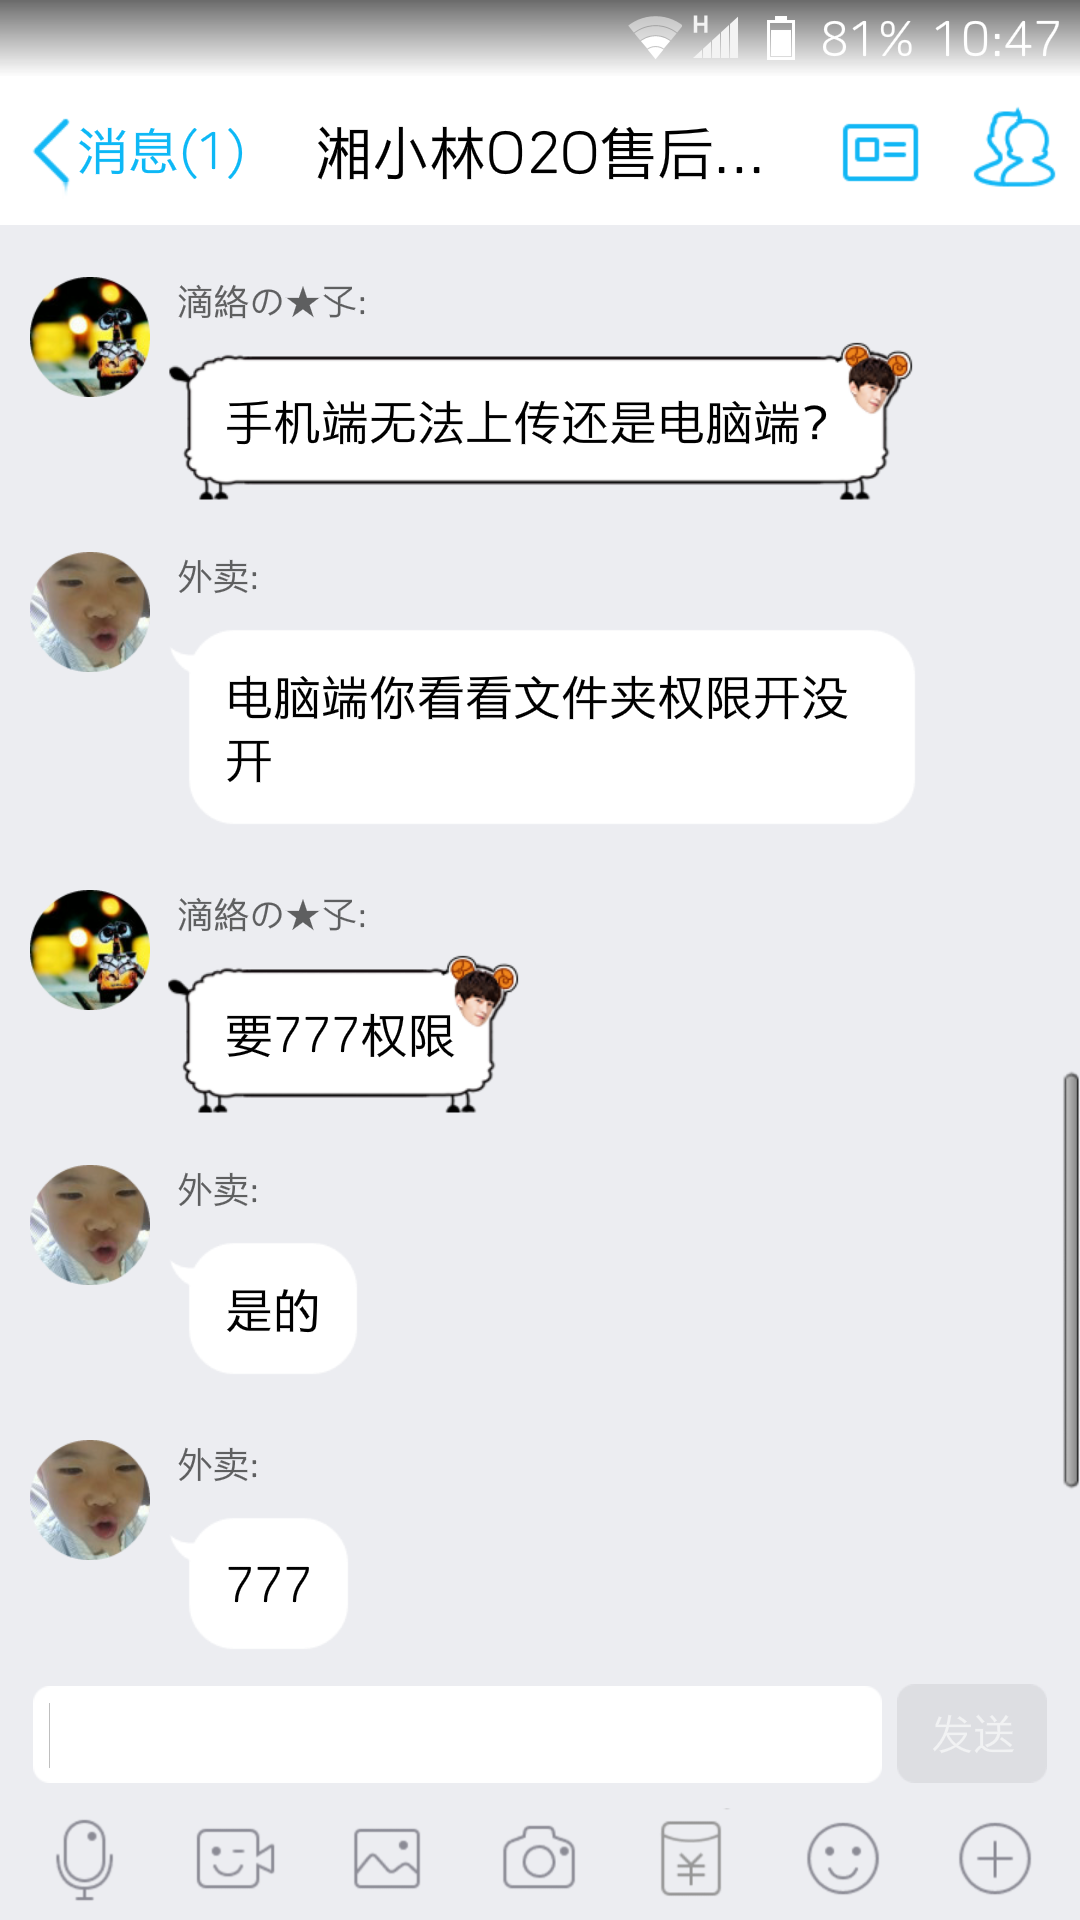 H 81% 10:47
消息(1) 湘小林O2O售后...
滴絡の★孓:
手机端无法上传还是电脑端?
外卖:
电脑端你看看文件夹权限开没
开
滴絡の★孓:
要777权限
外卖:
是的
外卖:
777
发送